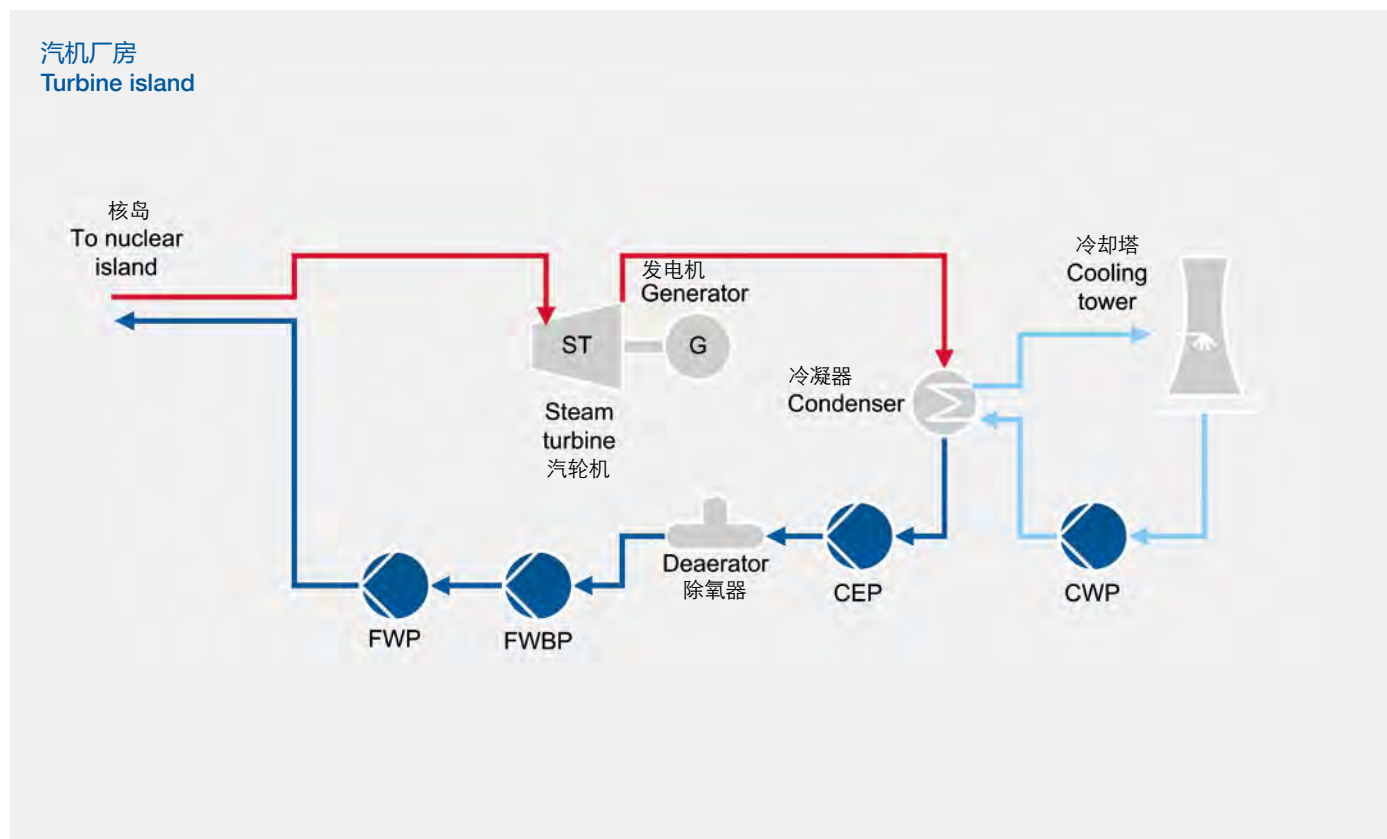 汽机厂房
Turbine island
核岛
To nuclear
island
发电机
Generator
ST
G
Steam
turbine
汽轮机
冷凝器
Condenser
冷却塔
Cooling
tower
Deaerator
除氧器
CEP
CWP
FWP
FWBP